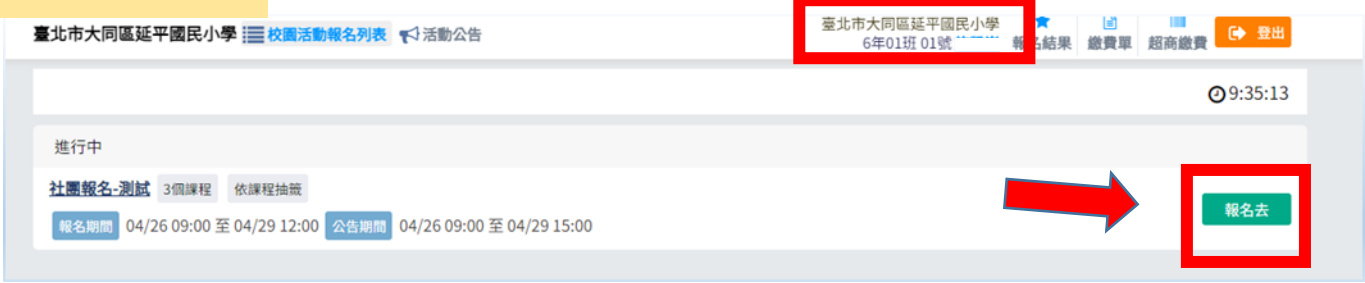 臺北市大同區延平國民小學 校園活動報名列表 活動公告
臺北市大同區延平國民小學
6年01班 01號
報名結果 繳費單 超商繳費 登出
9:35:13
進行中
社團報名-測試 3個課程 依課程抽籤
報名去
報名期間 04/26 09:00 至 04/29 12:00 公告期間 04/26 09:00 至 04/29 15:00